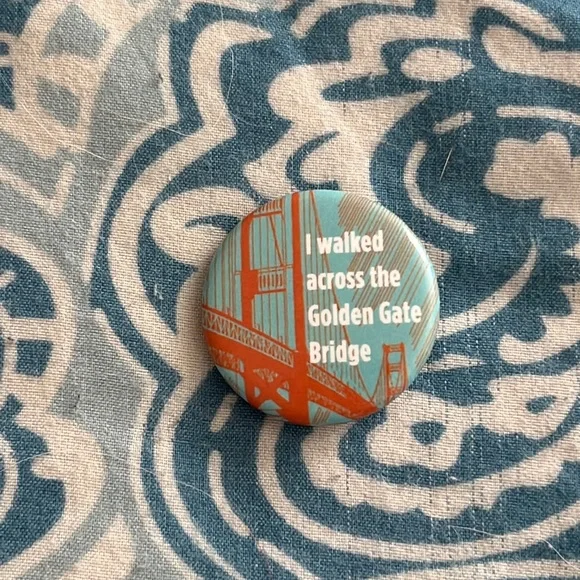 I walked
across the
Golden Gate
Bridge